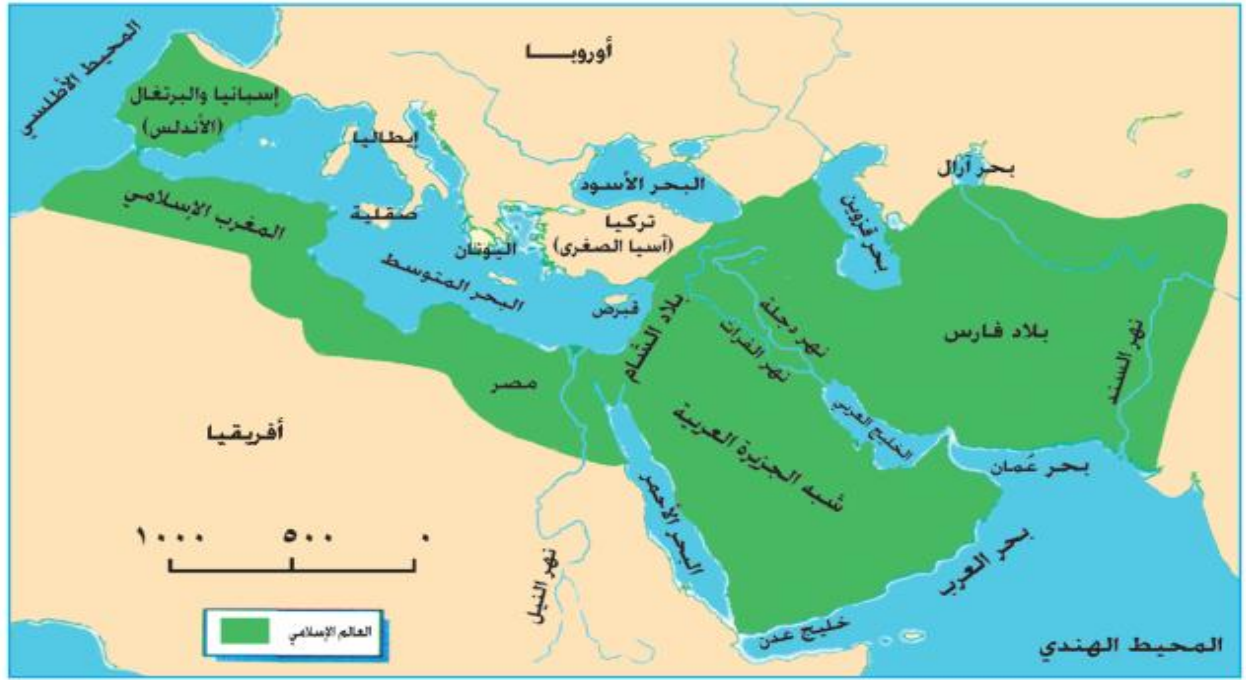 المحيط الأطلسي
أوروبـــــا
إسبانيا والبرتغال
(الأندلس)
إيطاليا
بحر آرال
البحر الأسود
بحر قزوين
المغرب الإسلامي
صقلية
تركيا
(آسيا الصغرى)
اليونان
البحر المتوسط
قبرص
بلاد الشام
نهر دجلة
نهر الفرات
بلاد فارس
نهر السند
مصر
الخليج العربي
شبه الجزيرة العربية
أفريقيا
بحر عُمان
البحر الأحمر
بحر العرب
نهر النيل
خليج عدن
المحيط الهندي
٠ ٥٠٠ ١٠٠٠
العالم الإسلامي